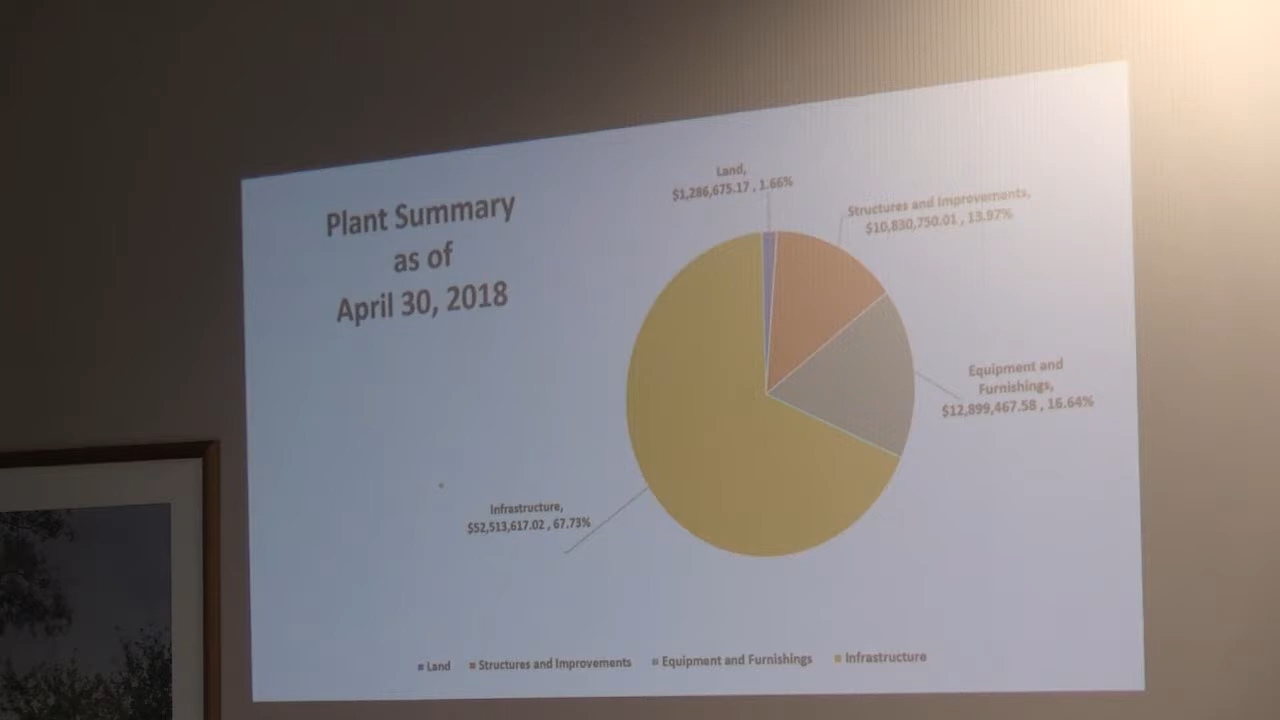 Plant Summary
as of
April 30, 2018
Land,
$1,286,675.17 , 1.66%
Structures and Improvements,
$10,830,750.01 , 13.97%
Equipment and
Furnishings,
$12,899,467.58 , 16.64%
Infrastructure,
$52,513,617.02 , 67.73%
Land Structures and Improvements Equipment and Furnishings Infrastructure